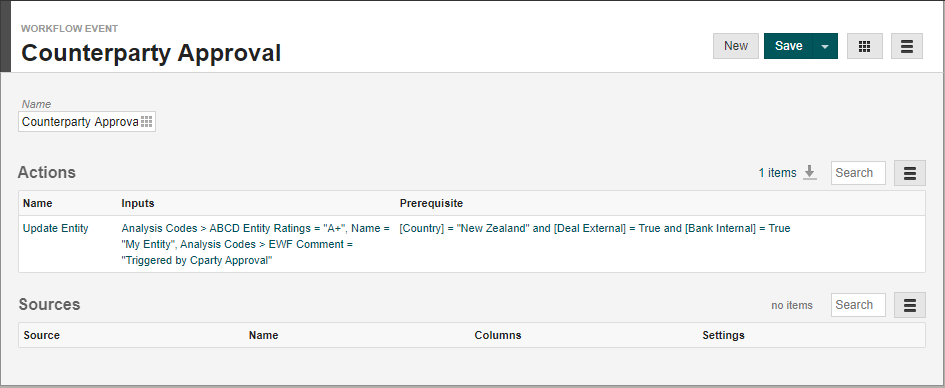 WORKFLOW EVENT
Counterparty Approval
New
Save
Name
Counterparty Approva
Actions
1 items
Search
Name Inputs Prerequisite
Update Entity Analysis Codes > ABCD Entity Ratings = "A+", Name = [Country] = "New Zealand" and [Deal External] = True and [Bank Internal] = True
"My Entity", Analysis Codes > EWF Comment =
"Triggered by Cparty Approval"
Sources
no items
Search
Source Name Columns Settings